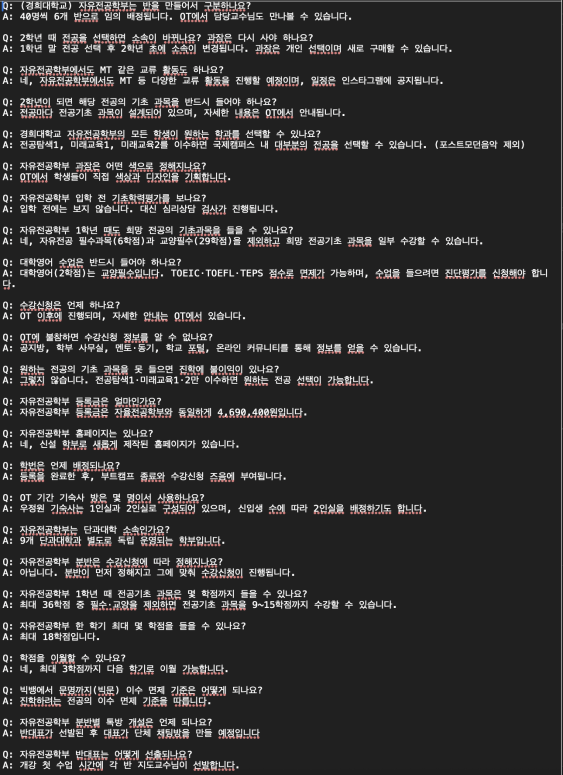 Q: (경희대학교) 자유전공학부는 반을 만들어서 구분하나요?
A: 40명씩 6개 반으로 임의 배정됩니다. OT에서 담당교수님도 만나볼 수 있습니다.
Q: 2학년 때 전공을 선택하면 소속이 바뀌나요? 과잠은 다시 사야 하나요?
A: 1학년 말 전공 선택 후 2학년 초에 소속이 변경됩니다. 과잠은 개인 선택이며 새로 구매할 수 있습니다.
Q: 자유전공학부에서도 MT 같은 교류 활동도 하나요?
A: 네, 자유전공학부에서도 MT 등 다양한 교류 활동을 진행할 예정이며, 일정은 인스타그램에 공지됩니다.
Q: 2학년이 되면 해당 전공의 기초 과목을 반드시 들어야 하나요?
A: 전공마다 전공기초 과목이 설계되어 있으며, 자세한 내용은 OT에서 안내됩니다.
Q: 경희대학교 자유전공학부의 모든 학생이 원하는 학과를 선택할 수 있나요?
A: 전공탐색1, 미래교육1, 미래교육2를 이수하면 국제캠퍼스 내 대부분의 전공을 선택할 수 있습니다. (포스트모던음악 제외)
Q: 자유전공학부 과잠은 어떤 색으로 정해지나요?
A: OT에서 학생들이 직접 색상과 디자인을 기획합니다.
Q: 자유전공학부 입학 전 기초학력평가를 보나요?
A: 입학 전에는 보지 않습니다. 대신 심리상담 검사가 진행됩니다.
Q: 자유전공학부 1학년 때도 희망 전공의 기초과목을 들을 수 있나요?
A: 네, 자유전공 필수과목(6학점)과 교양필수(29학점)을 제외하고 희망 전공기초 과목을 일부 수강할 수 있습니다.
Q: 대학영어 수업은 반드시 들어야 하나요?
A: 대학영어(2학점)는 교양필수입니다. TOEIC·TOEFL·TEPS 점수로 면제가 가능하며, 수업을 들으려면 진단평가를 신청해야 합니
다.
Q: 수강신청은 언제 하나요?
A: OT 이후에 진행되며, 자세한 안내는 OT에서 있습니다.
Q: OT에 불참하면 수강신청 정보를 알 수 없나요?
A: 공지방, 학부 사무실, 멘토·동기, 학교 포털, 온라인 커뮤니티를 통해 정보를 얻을 수 있습니다.
Q: 원하는 전공의 기초 과목을 못 들으면 진학에 불이익이 있나요?
A: 그렇지 않습니다. 전공탐색1·미래교육1·2만 이수하면 원하는 전공 선택이 가능합니다.
Q: 자유전공학부 등록금은 얼마인가요?
A: 자유전공학부 등록금은 자율전공학부와 동일하게 4,690,400원입니다.
Q: 자유전공학부 홈페이지는 있나요?
A: 네, 신설 학부로 새롭게 제작된 홈페이지가 있습니다.
Q: 학번은 언제 배정되나요?
A: 등록을 완료한 후, 부트캠프 종료와 수강신청 즈음에 부여됩니다.
Q: OT 기간 기숙사 방은 몇 명이서 사용하나요?
A: 우정원 기숙사는 1인실과 2인실로 구성되어 있으며, 신입생 수에 따라 2인실을 배정하기도 합니다.
Q: 자유전공학부는 단과대학 소속인가요?
A: 9개 단과대학과 별도로 독립 운영되는 학부입니다.
Q: 자유전공학부 분반은 수강신청에 따라 정해지나요?
A: 아닙니다. 분반이 먼저 정해지고 그에 맞춰 수강신청이 진행됩니다.
Q: 자유전공학부 1학년 때 전공기초 과목은 몇 학점까지 들을 수 있나요?
A: 최대 36학점 중 필수·교양을 제외하면 전공기초 과목을 9~15학점까지 수강할 수 있습니다.
Q: 자유전공학부 한 학기 최대 몇 학점을 들을 수 있나요?
A: 최대 18학점입니다.
Q: 학점을 이월할 수 있나요?
A: 네, 최대 3학점까지 다음 학기로 이월 가능합니다.
Q: 빅뱅에서 문명까지(빅문) 이수 면제 기준은 어떻게 되나요?
A: 진학하려는 전공의 이수 면제 기준을 따릅니다.
Q: 자유전공학부 분반별 톡방 개설은 언제 되나요?
A: 반대표가 선발된 후 대표가 단체 채팅방을 만들 예정입니다
Q: 자유전공학부 반대표는 어떻게 선출되나요?
A: 개강 첫 수업 시간에 각 반 지도교수님이 선발합니다.